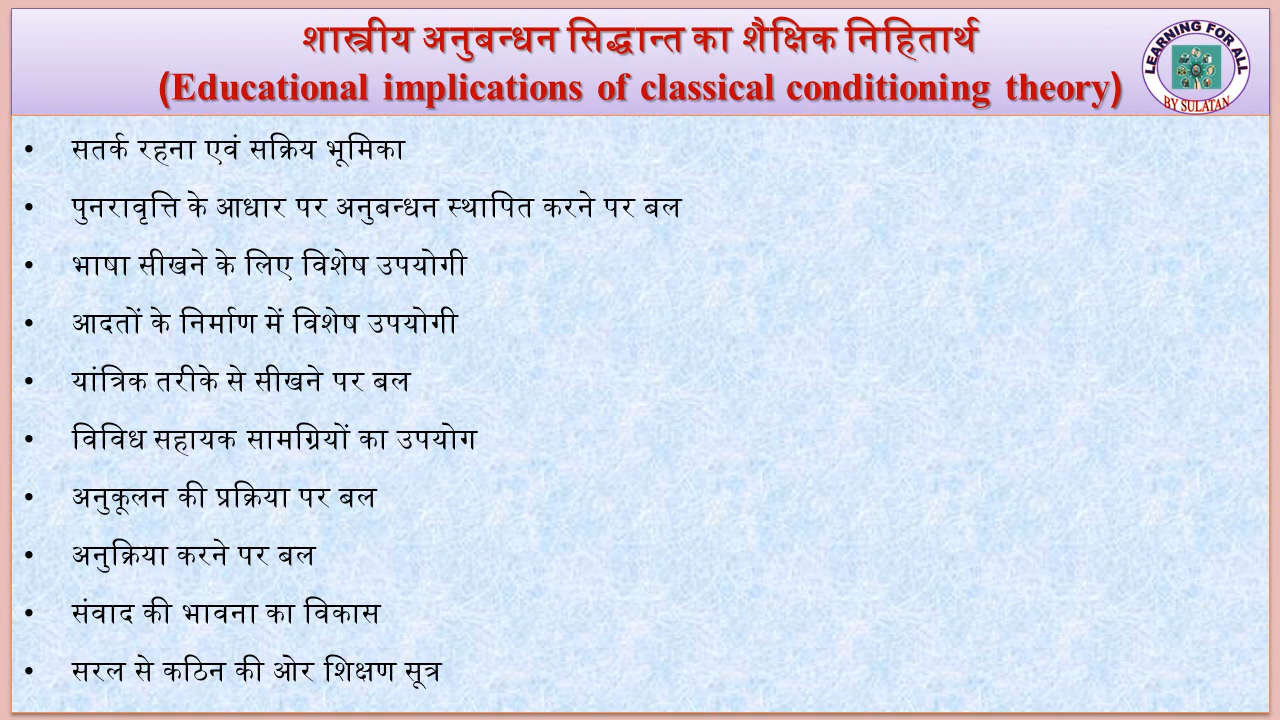 शास्त्रीय अनुबन्धन सिद्धान्त का शैक्षिक निहितार्थ
(Educational implications of classical conditioning theory)
LEARNING FOR ALL
BY SULATAN
• सतर्क रहना एवं सक्रिय भूमिका
• पुनरावृत्ति के आधार पर अनुबन्धन स्थापित करने पर बल
• भाषा सीखने के लिए विशेष उपयोगी
• आदतों के निर्माण में विशेष उपयोगी
• यांत्रिक तरीके से सीखने पर बल
• विविध सहायक सामग्रियों का उपयोग
• अनुकूलन की प्रक्रिया पर बल
• अनुक्रिया करने पर बल
• संवाद की भावना का विकास
• सरल से कठिन की ओर शिक्षण सूत्र